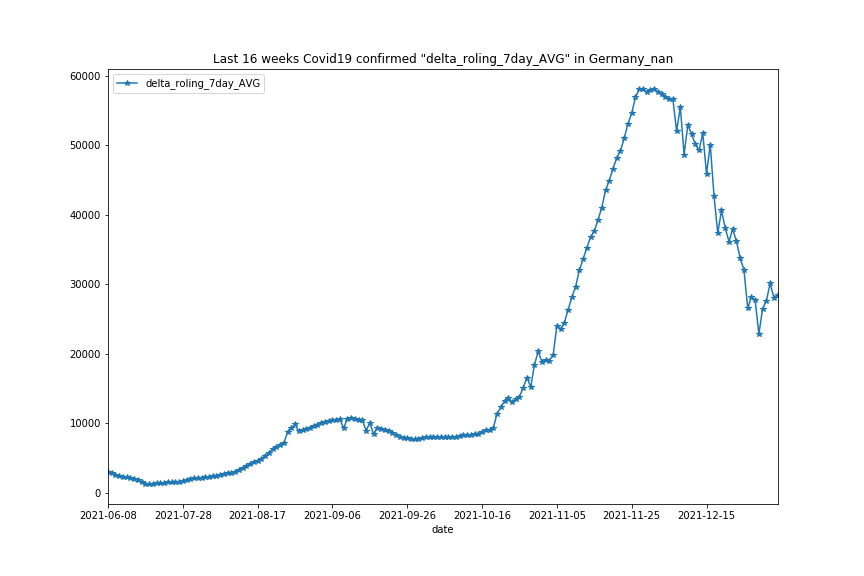 Last 16 weeks Covid19 confirmed "delta_roling_7day_AVG" in Germany_nan
delta_roling_7day_AVG
60000
50000
40000
30000
20000
10000
0
2021-06-08 2021-07-28 2021-08-17 2021-09-06 2021-09-26 2021-10-16 2021-11-05 2021-11-25 2021-12-15
date